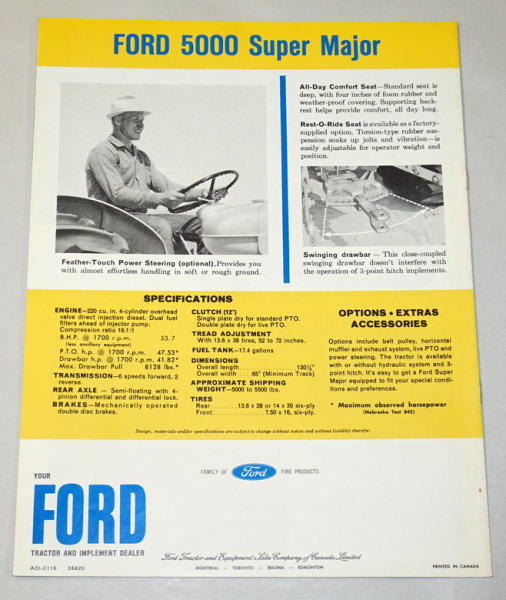 FORD 5000 Super Major
All-Day Comfort Seat—Standard seat is
deep, with four inches of foam rubber and
weather-proof covering. Supporting back-
rest helps provide comfort, all day long.
Rest-O-Ride Seat is available as a factory-
supplied option. Torsion-type rubber sus-
pension soaks up jolts and vibration—is
easily adjustable for operator weight and
position.
Feather-Touch Power Steering (optional), Provides you
with almost effortless handling in soft or rough ground.
Swinging drawbar — This close-coupled
swinging drawbar doesn't interfere with
the operation of 3-point hitch implements.
SPECIFICATIONS
ENGINE—220 cu. in. 4-cylinder overhead
valve direct injection diesel. Dual fuel
filters ahead of injector pump.
Compression ratio 16.1:1
B.H.P. @ 1700 r.p.m. 53.7
(less ancillary equipment)
P.T.O. h.p. @ 1700 r.p.m. 47.53*
Drawbar h.p. @ 1700 r.p.m. 41.82*
Max. Drawbar Pull 8128 lbs.*
TRANSMISSION—6 speeds forward, 2
reverse.
REAR AXLE — Semi-floating with 4-
pinion differential and differential lock.
BRAKES—Mechanically operated
double disc brakes.
CLUTCH (12")
Single plate dry for standard PTO.
Double plate dry for live PTO.
TREAD ADJUSTMENT
With 13.6 x 38 tires, 52 to 72 inches.
FUEL TANK—17.4 gallons
DIMENSIONS
Overall length 130½"
Overall width 65" (Minimum Track)
APPROXIMATE SHIPPING
WEIGHT—5000 to 5500 lbs.
TIRES
Rear 13.6 x 38 or 14 x 30 six-ply
Front 7.50 x 16, six-ply
OPTIONS • EXTRAS
ACCESSORIES
Options include belt pulley, horizontal
muffler and exhaust system, live PTO and
power steering. The tractor is available
with or without hydraulic system and 3-
point hitch. It's easy to get a Ford Super
Major equipped to fit your special condi-
tions and preferences.
* Maximum observed horsepower
(Nebraska Test 843)
Design, materials and/or specifications are subject to change without notice and without liability therefor.
FAMILY OF Ford FINE PRODUCTS
YOUR
FORD
TRACTOR AND IMPLEMENT DEALER
Ford Tractor and Equipment Sales Company of Canada Limited
MONTREAL — TORONTO — REGINA — EDMONTON
AD-2116 26420
PRINTED IN CANADA